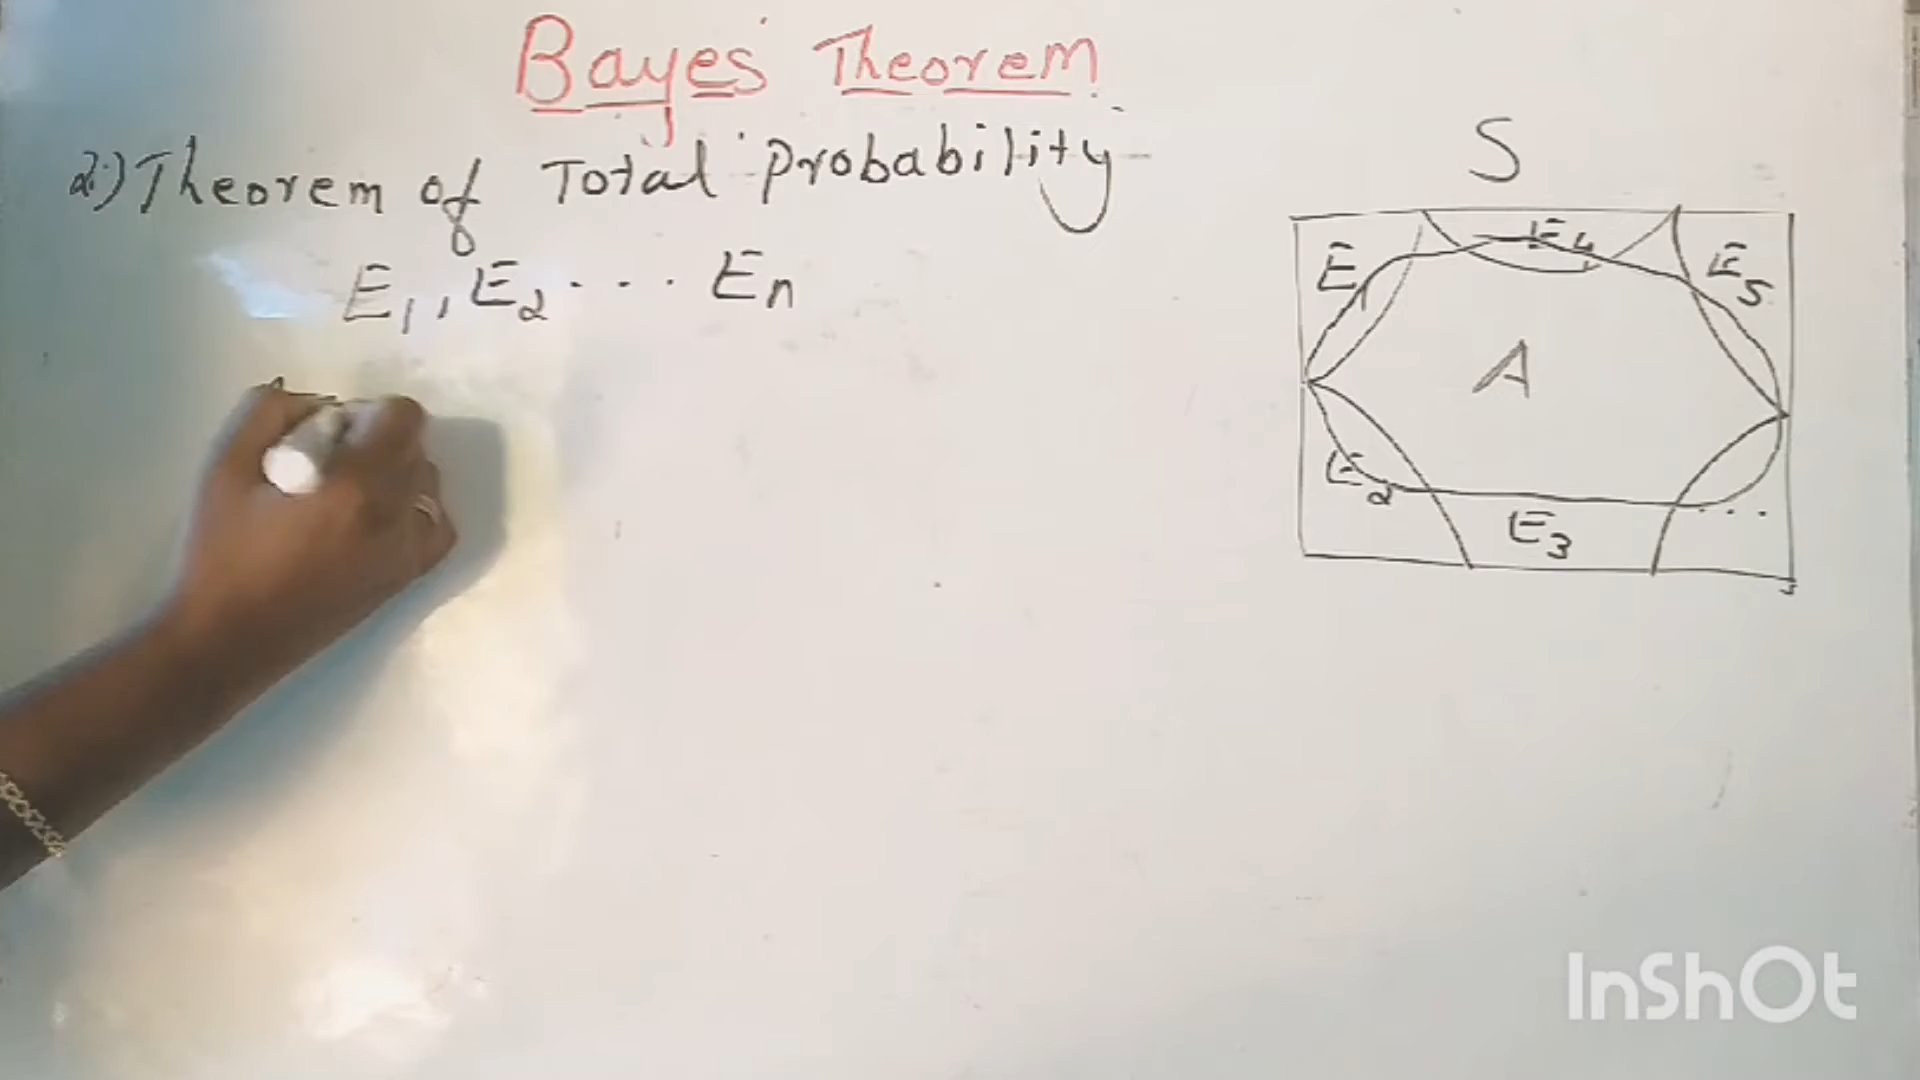 Bayes' Theorem
2.) Theorem of Total Probability
E1, E2 . . . En
S
E1
E4
E5
A
E2
E3
. . .
InShOt